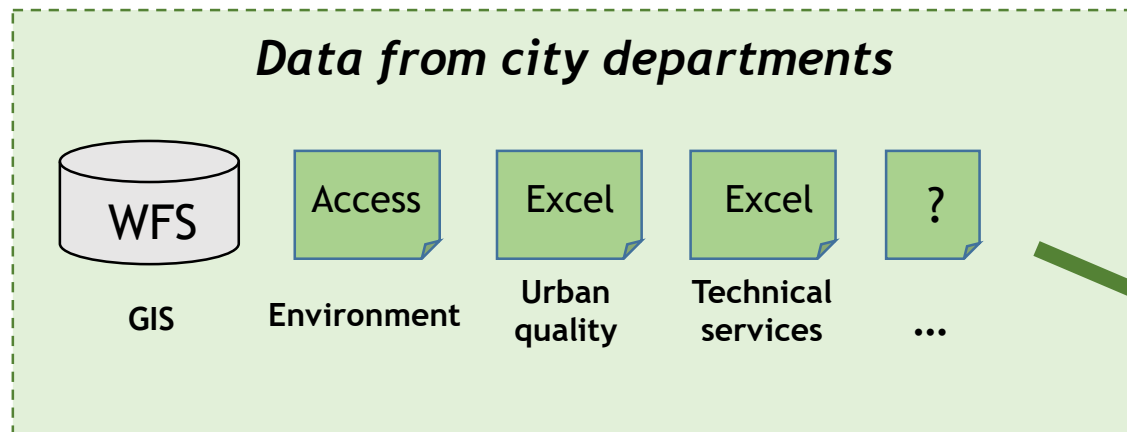 Data from city departments
WFS
Access
Excel
Excel
?
GIS
Environment
Urban
quality
Technical
services
...